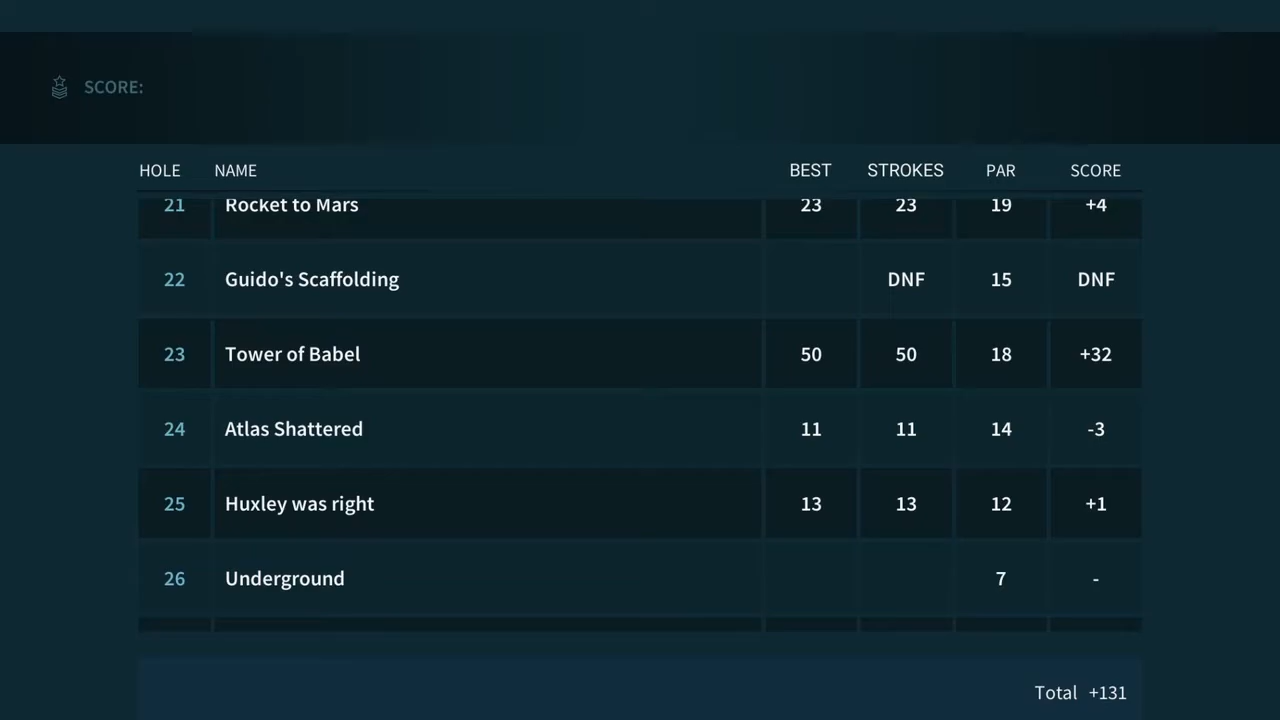 SCORE:
HOLE NAME BEST STROKES PAR SCORE
21 Rocket to Mars 23 23 19 +4
22 Guido's Scaffolding DNF 15 DNF
23 Tower of Babel 50 50 18 +32
24 Atlas Shattered 11 11 14 -3
25 Huxley was right 13 13 12 +1
26 Underground 7 -
Total +131